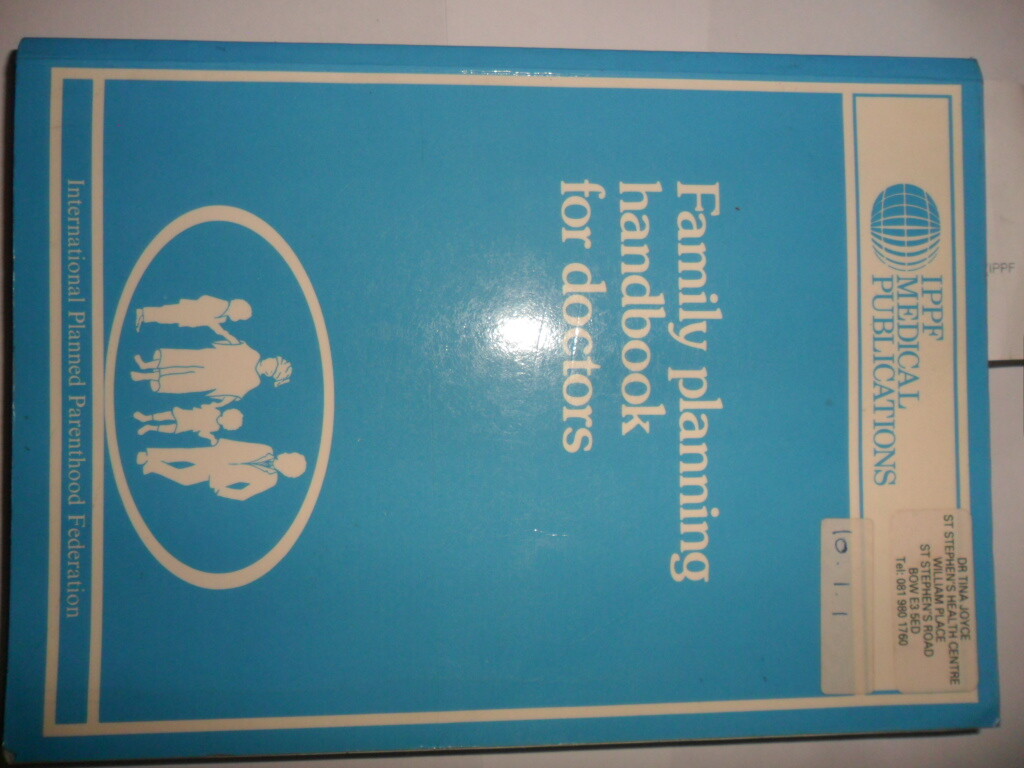 IPPF
MEDICAL
PUBLICATIONS
DR TINA JOYCE
ST STEPHEN'S HEALTH CENTRE
WILLIAM PLACE
ST STEPHEN'S ROAD
BOW E3 5ED
Tel: 081 980 1760
10.1.1
Family planning
handbook
for doctors
International Planned Parenthood Federation
IPPF